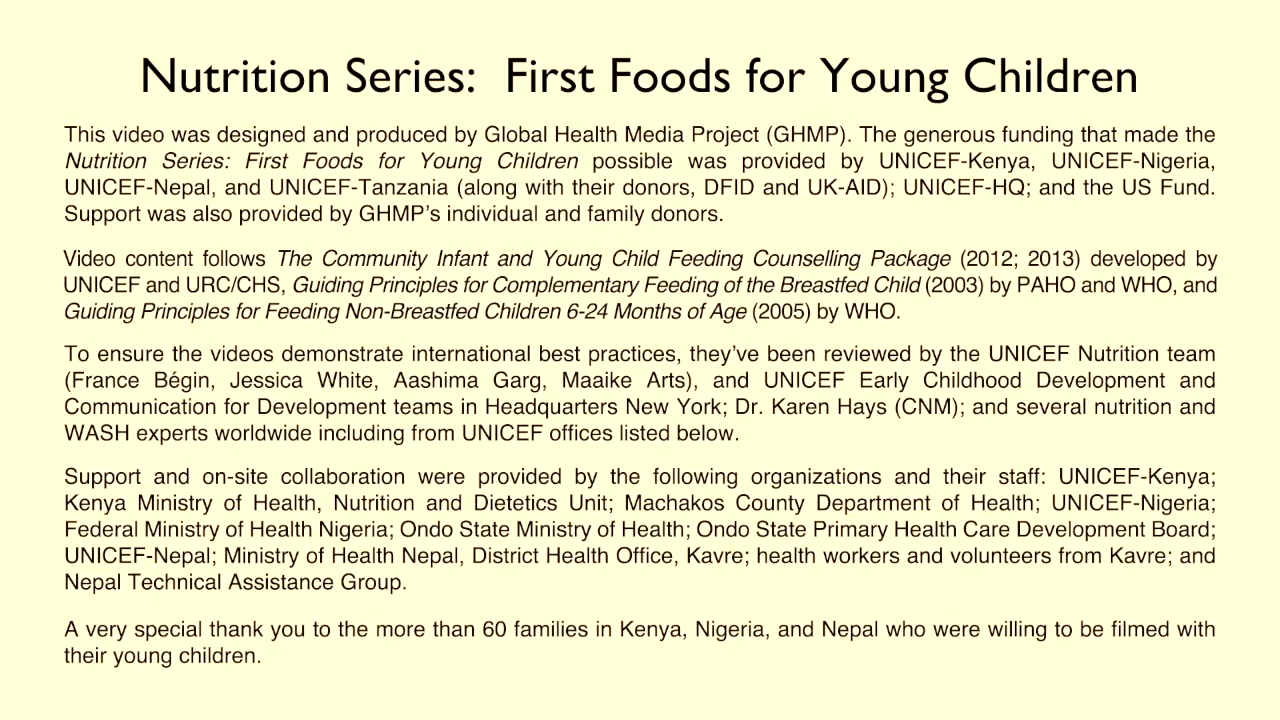 Nutrition Series: First Foods for Young Children
This video was designed and produced by Global Health Media Project (GHMP). The generous funding that made the
Nutrition Series: First Foods for Young Children possible was provided by UNICEF-Kenya, UNICEF-Nigeria,
UNICEF-Nepal, and UNICEF-Tanzania (along with their donors, DFID and UK-AID); UNICEF-HQ; and the US Fund.
Support was also provided by GHMP’s individual and family donors.
Video content follows The Community Infant and Young Child Feeding Counselling Package (2012; 2013) developed by
UNICEF and URC/CHS, Guiding Principles for Complementary Feeding of the Breastfed Child (2003) by PAHO and WHO, and
Guiding Principles for Feeding Non-Breastfed Children 6-24 Months of Age (2005) by WHO.
To ensure the videos demonstrate international best practices, they’ve been reviewed by the UNICEF Nutrition team
(France Bégin, Jessica White, Aashima Garg, Maaike Arts), and UNICEF Early Childhood Development and
Communication for Development teams in Headquarters New York; Dr. Karen Hays (CNM); and several nutrition and
WASH experts worldwide including from UNICEF offices listed below.
Support and on-site collaboration were provided by the following organizations and their staff: UNICEF-Kenya;
Kenya Ministry of Health, Nutrition and Dietetics Unit; Machakos County Department of Health; UNICEF-Nigeria;
Federal Ministry of Health Nigeria; Ondo State Ministry of Health; Ondo State Primary Health Care Development Board;
UNICEF-Nepal; Ministry of Health Nepal, District Health Office, Kavre; health workers and volunteers from Kavre; and
Nepal Technical Assistance Group.
A very special thank you to the more than 60 families in Kenya, Nigeria, and Nepal who were willing to be filmed with
their young children.